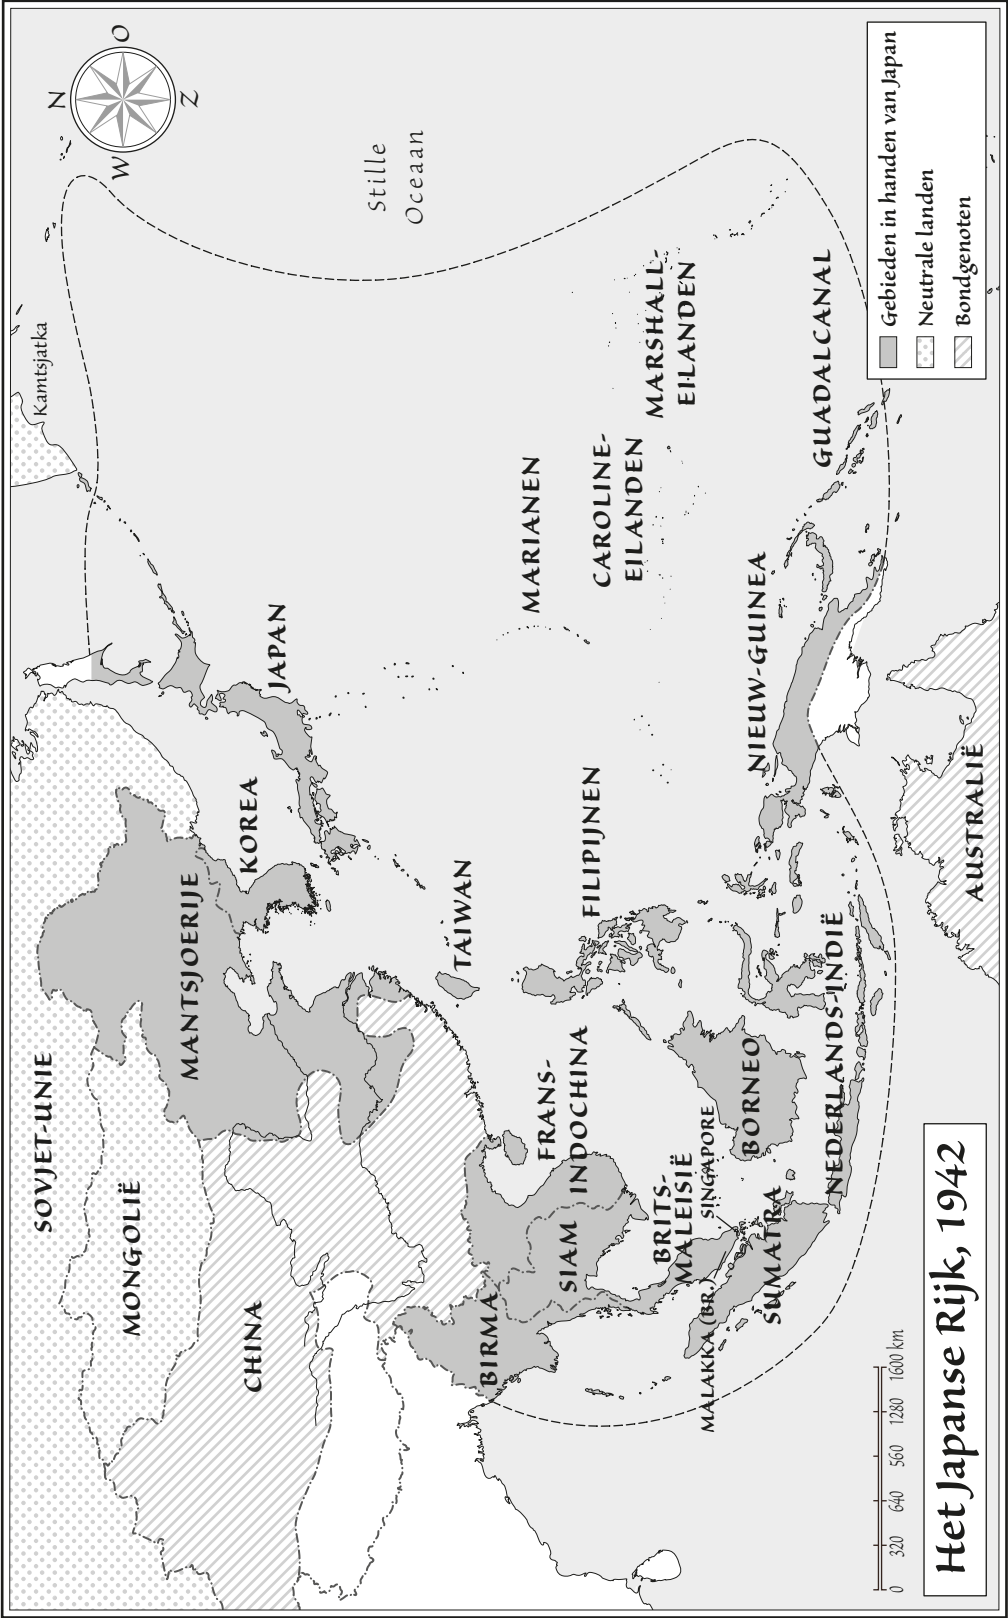 N
O
W
Z
SOVJET-UNIE
Kamtsjatka
MONGOLIË
MANTSJOERIJE
CHINA
KOREA
JAPAN
Stille
Oceaan
TAIWAN
BIRMA
SIAM
FRANS-
INDOCHINA
FILIPIJNEN
MARIANEN
CAROLINE-
EILANDEN
MARSHALL-
EILANDEN
BRITS-
MALEISIË
SINGAPORE
MALAKKA (BR.)
SUMATRA
BORNEO
NEDERLANDS-INDIË
NIEUW-GUINEA
GUADALCANAL
AUSTRALIË
Gebieden in handen van Japan
Neutrale landen
Bondgenoten
0 320 640 560 1280 1600 km
Het Japanse Rijk, 1942